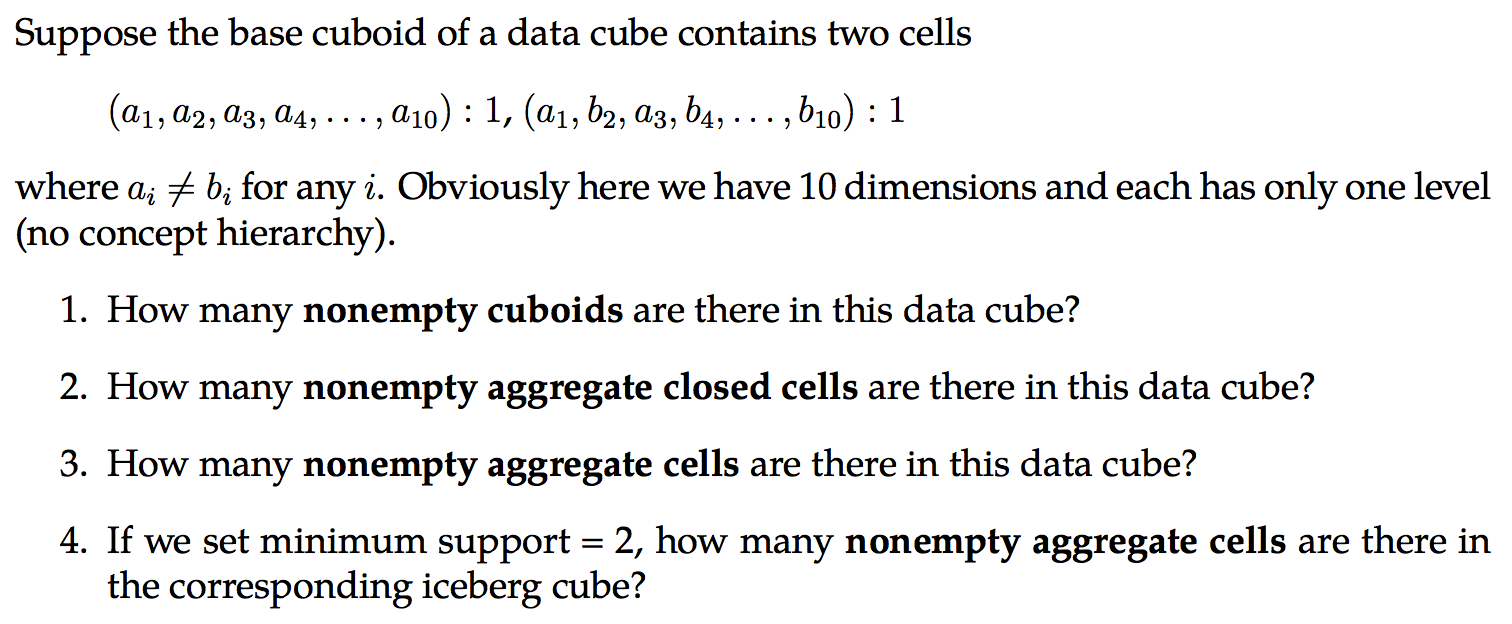 Suppose the base cuboid of a data cube contains two cells
(a₁, a₂, a₃, a₄, . . . , a₁₀) : 1, (a₁, b₂, a₃, b₄, . . . , b₁₀) : 1
where aᵢ ≠ bᵢ for any i. Obviously here we have 10 dimensions and each has only one level
(no concept hierarchy).
1. How many nonempty cuboids are there in this data cube?
2. How many nonempty aggregate closed cells are there in this data cube?
3. How many nonempty aggregate cells are there in this data cube?
4. If we set minimum support = 2, how many nonempty aggregate cells are there in
the corresponding iceberg cube?